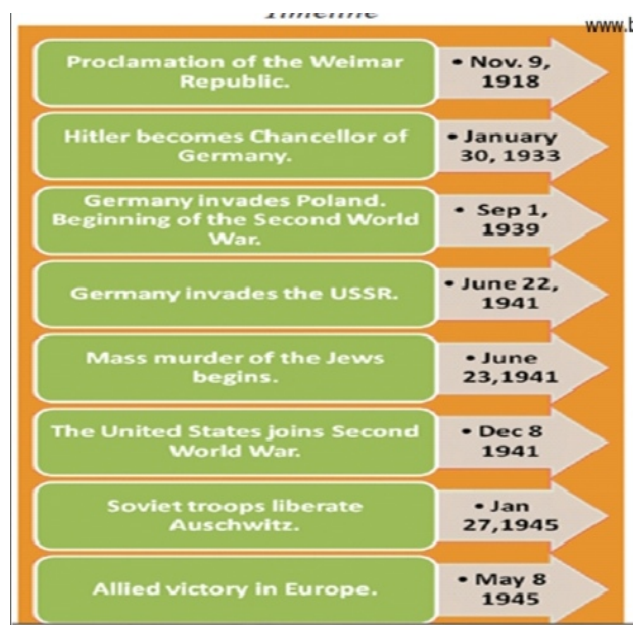 Timeline
www.b
Proclamation of the Weimar
Republic.
• Nov. 9,
1918
Hitler becomes Chancellor of
Germany.
• January
30, 1933
Germany invades Poland.
Beginning of the Second World
War.
• Sep 1,
1939
Germany invades the USSR.
• June 22,
1941
Mass murder of the Jews
begins.
• June
23,1941
The United States joins Second
World War.
• Dec 8
1941
Soviet troops liberate
Auschwitz.
• Jan
27,1945
Allied victory in Europe.
• May 8
1945